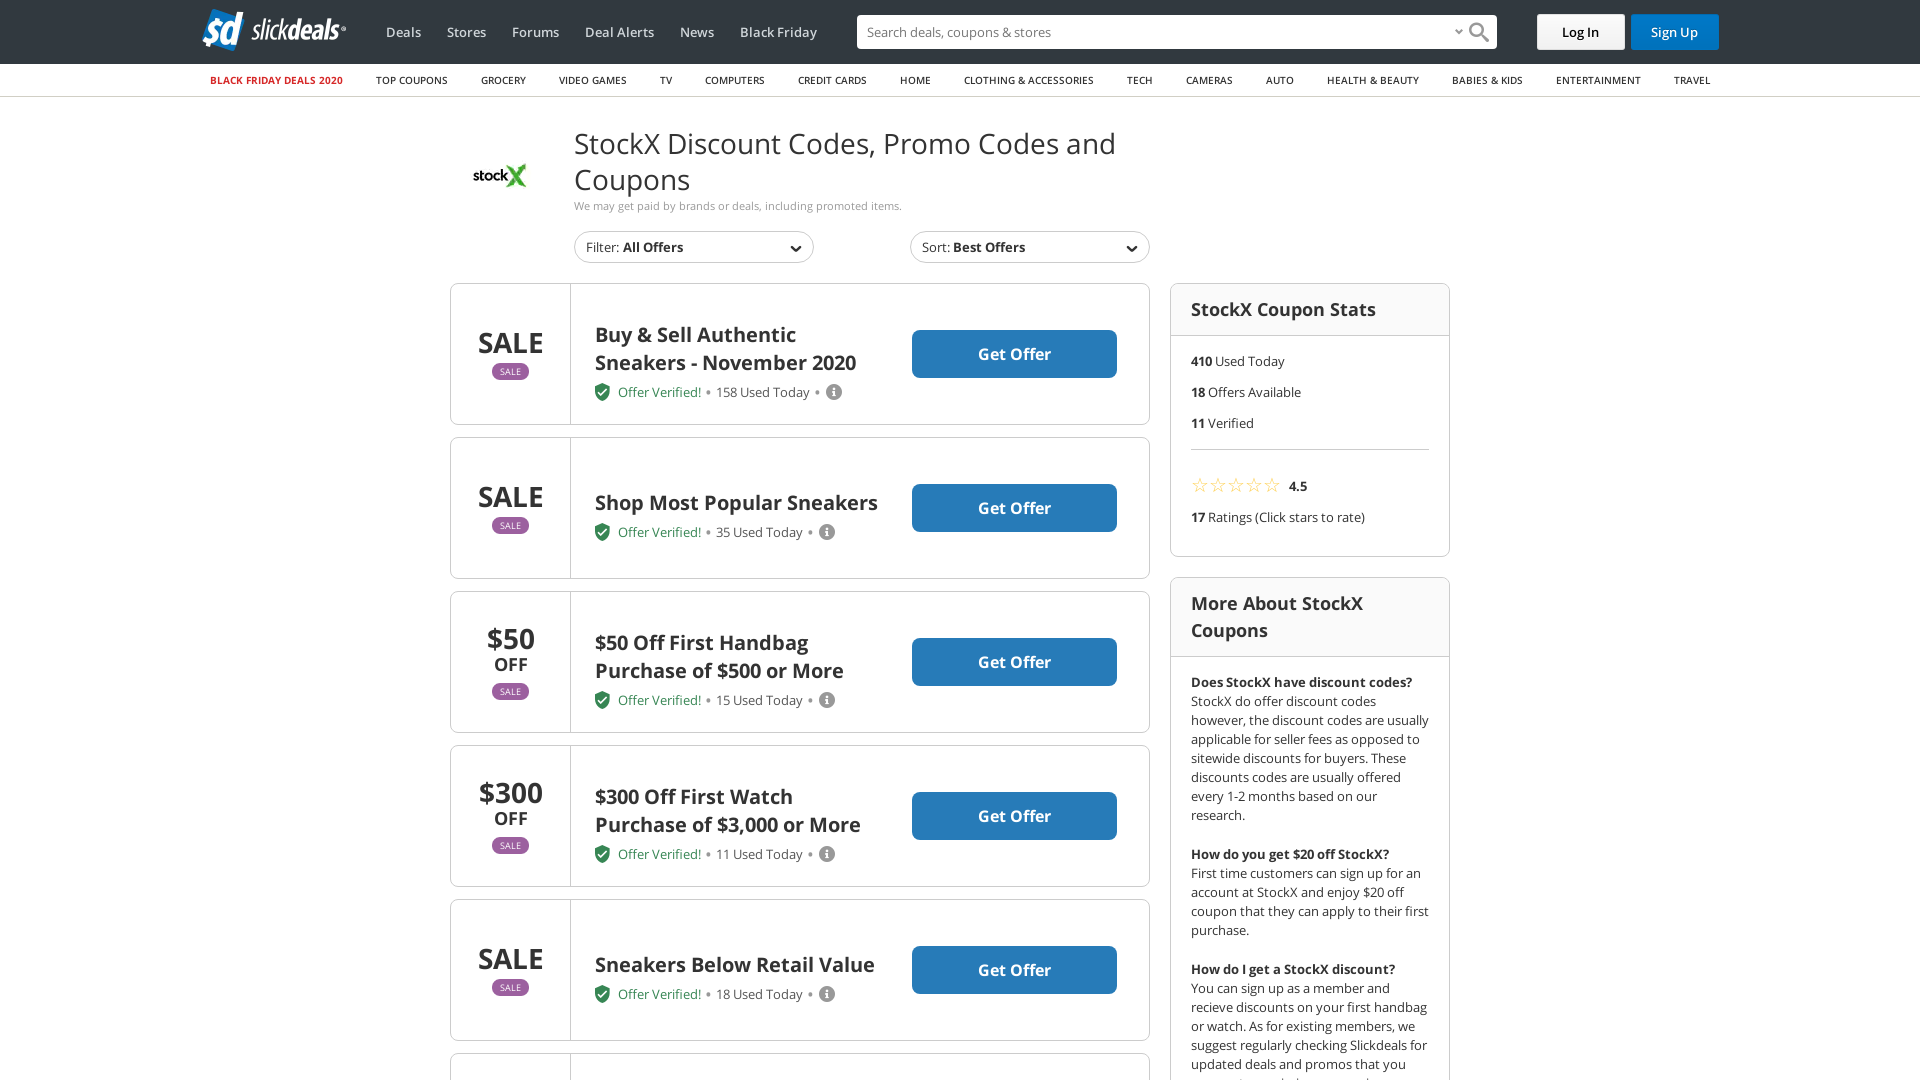 sd slickdeals®
Deals
Stores
Forums
Deal Alerts
News
Black Friday
Search deals, coupons & stores
Log In
Sign Up
BLACK FRIDAY DEALS 2020
TOP COUPONS
GROCERY
VIDEO GAMES
TV
COMPUTERS
CREDIT CARDS
HOME
CLOTHING & ACCESSORIES
TECH
CAMERAS
AUTO
HEALTH & BEAUTY
BABIES & KIDS
ENTERTAINMENT
TRAVEL
stockX
StockX Discount Codes, Promo Codes and
Coupons
We may get paid by brands or deals, including promoted items.
Filter: All Offers
Sort: Best Offers
SALE
SALE
Buy & Sell Authentic
Sneakers - November 2020
Offer Verified! • 158 Used Today •
Get Offer
SALE
SALE
Shop Most Popular Sneakers
Offer Verified! • 35 Used Today •
Get Offer
$50
OFF
SALE
$50 Off First Handbag
Purchase of $500 or More
Offer Verified! • 15 Used Today •
Get Offer
$300
OFF
SALE
$300 Off First Watch
Purchase of $3,000 or More
Offer Verified! • 11 Used Today •
Get Offer
SALE
SALE
Sneakers Below Retail Value
Offer Verified! • 18 Used Today •
Get Offer
StockX Coupon Stats
410 Used Today
18 Offers Available
11 Verified
4.5
17 Ratings (Click stars to rate)
More About StockX
Coupons
Does StockX have discount codes?
StockX do offer discount codes
however, the discount codes are usually
applicable for seller fees as opposed to
sitewide discounts for buyers. These
discounts codes are usually offered
every 1-2 months based on our
research.
How do you get $20 off StockX?
First time customers can sign up for an
account at StockX and enjoy $20 off
coupon that they can apply to their first
purchase.
How do I get a StockX discount?
You can sign up as a member and
recieve discounts on your first handbag
or watch. As for existing members, we
suggest regularly checking Slickdeals for
updated deals and promos that you